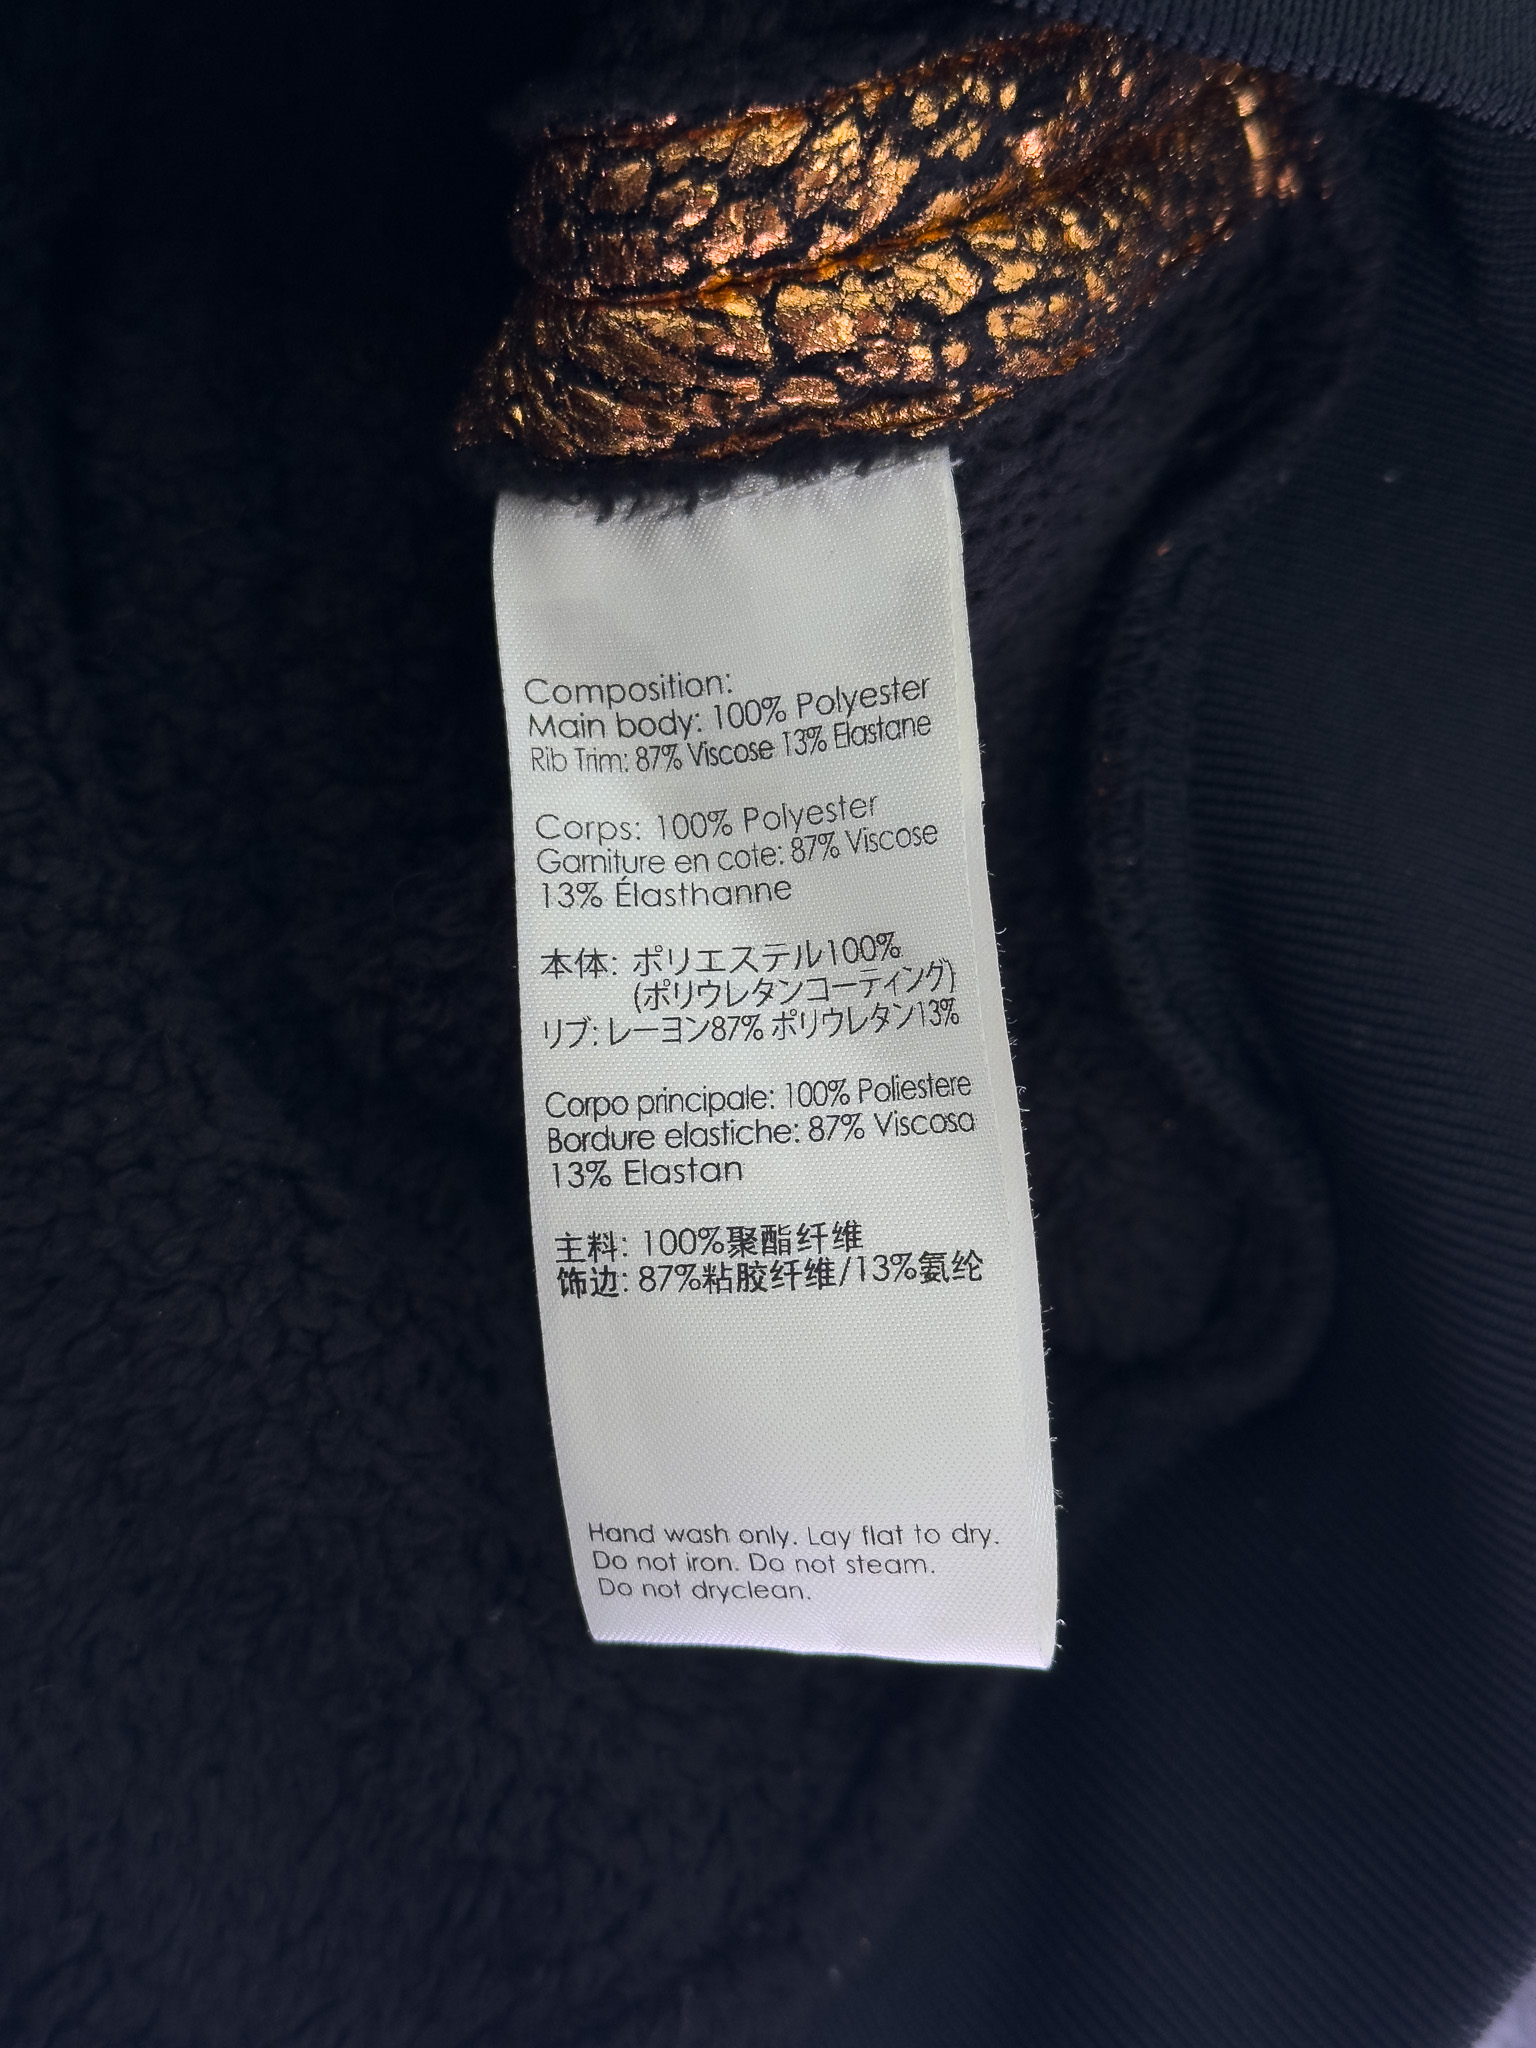 Composition:
Main body: 100% Polyester
Rib Trim: 87% Viscose 13% Elastane
Corps: 100% Polyester
Garniture en cote: 87% Viscose
13% Élasthanne
本体: ポリエステル100%
(ポリウレタンコーティング)
リブ: レーヨン87% ポリウレタン13%
Corpo principale: 100% Poliestere
Bordure elastiche: 87% Viscosa
13% Elastan
主料: 100%聚酯纤维
饰边: 87%粘胶纤维/13%氨纶
Hand wash only. Lay flat to dry.
Do not iron. Do not steam.
Do not dryclean.